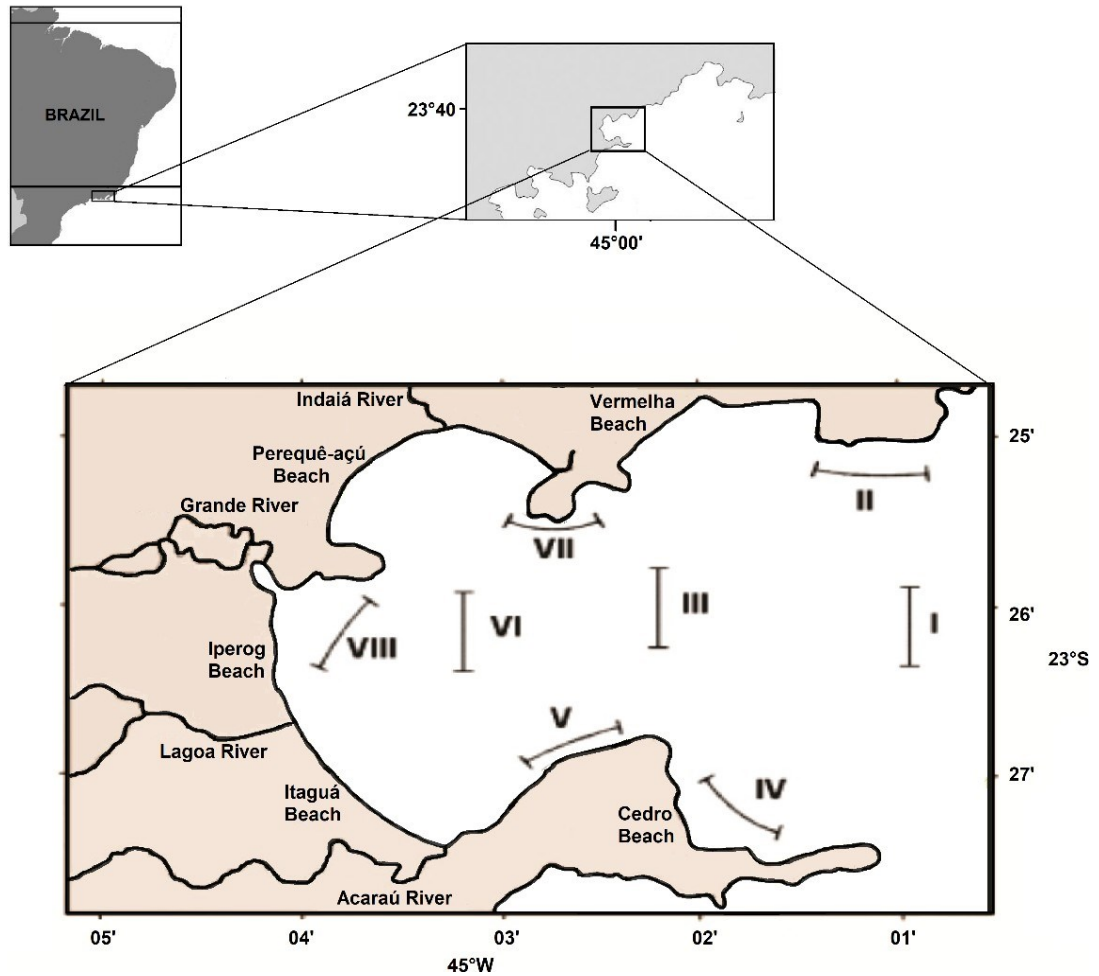 BRAZIL
23°40
45°00'
Indaiá River
Vermelha
Beach
Perequê-açú
Beach
Grande River
25'
II
VII
III
I
VI
VIII
26'
Iperog
Beach
23°S
V
Lagoa River
27'
Itaguá
Beach
IV
Cedro
Beach
Acaraú River
05'
04'
03'
02'
01'
45°W